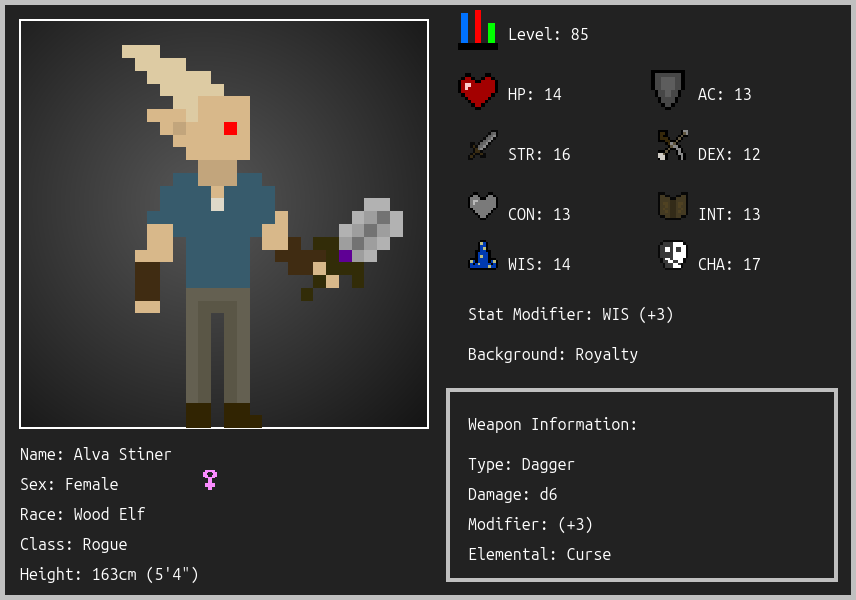 Level: 85
HP: 14
AC: 13
STR: 16
DEX: 12
CON: 13
INT: 13
WIS: 14
CHA: 17
Stat Modifier: WIS (+3)
Background: Royalty
Weapon Information:
Type: Dagger
Damage: d6
Modifier: (+3)
Elemental: Curse
Name: Alva Stiner
Sex: Female
Race: Wood Elf
Class: Rogue
Height: 163cm (5'4")